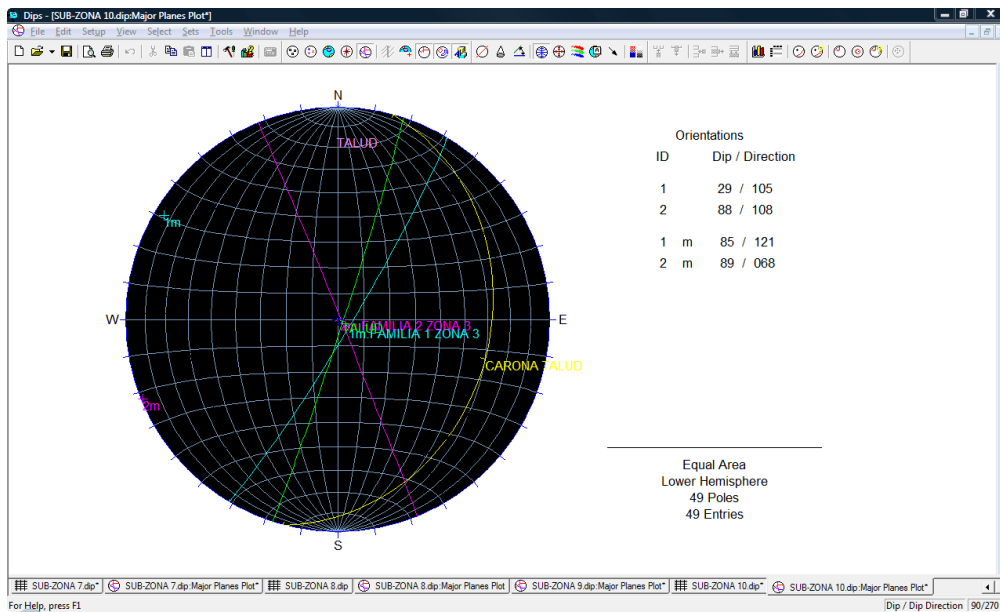 Dips - [SUB-ZONA 10.dip:Major Planes Plot*]
File Edit Setup View Select Sets Tools Window Help
N
TALUD
W
E
S
1m
2m
2m:FAMILIA 2 ZONA 3
1m:FAMILIA 1 ZONA 3
CARONA TALUD
Orientations
ID Dip / Direction
1 29 / 105
2 88 / 108
1 m 85 / 121
2 m 89 / 068
Equal Area
Lower Hemisphere
49 Poles
49 Entries
SUB-ZONA 7.dip* SUB-ZONA 7.dip:Major Planes Plot* SUB-ZONA 8.dip SUB-ZONA 8.dip:Major Planes Plot SUB-ZONA 9.dip:Major Planes Plot* SUB-ZONA 10.dip* SUB-ZONA 10.dip:Major Planes Plot*
For Help, press F1 Dip / Dip Direction 90/270